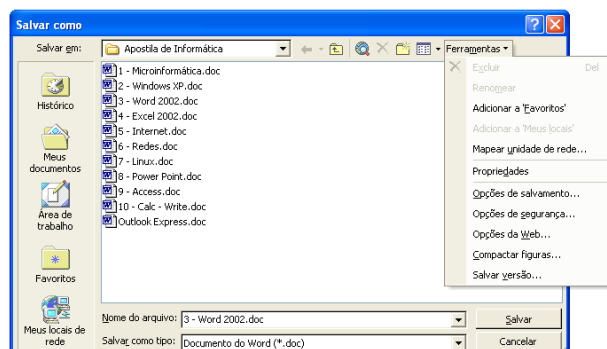 Salvar como
Salvar em:
Apostila de Informática
Ferramentas
Histórico
Meus
documentos
Área de
trabalho
Favoritos
Meus locais de
rede
1 - Microinformática.doc
2 - Windows XP.doc
3 - Word 2002.doc
4 - Excel 2002.doc
5 - Internet.doc
6 - Redes.doc
7 - Linux.doc
8 - Power Point.doc
9 - Access.doc
10 - Calc - Write.doc
Outlook Express.doc
Excluir Del
Renomear
Adicionar a 'Favoritos'
Adicionar a 'Meus locais'
Mapear unidade de rede...
Propriedades
Opções de salvamento...
Opções de segurança...
Opções da Web...
Compactar figuras...
Salvar versão...
Nome do arquivo: 3 - Word 2002.doc
Salvar
Salvar como tipo: Documento do Word (*.doc)
Cancelar